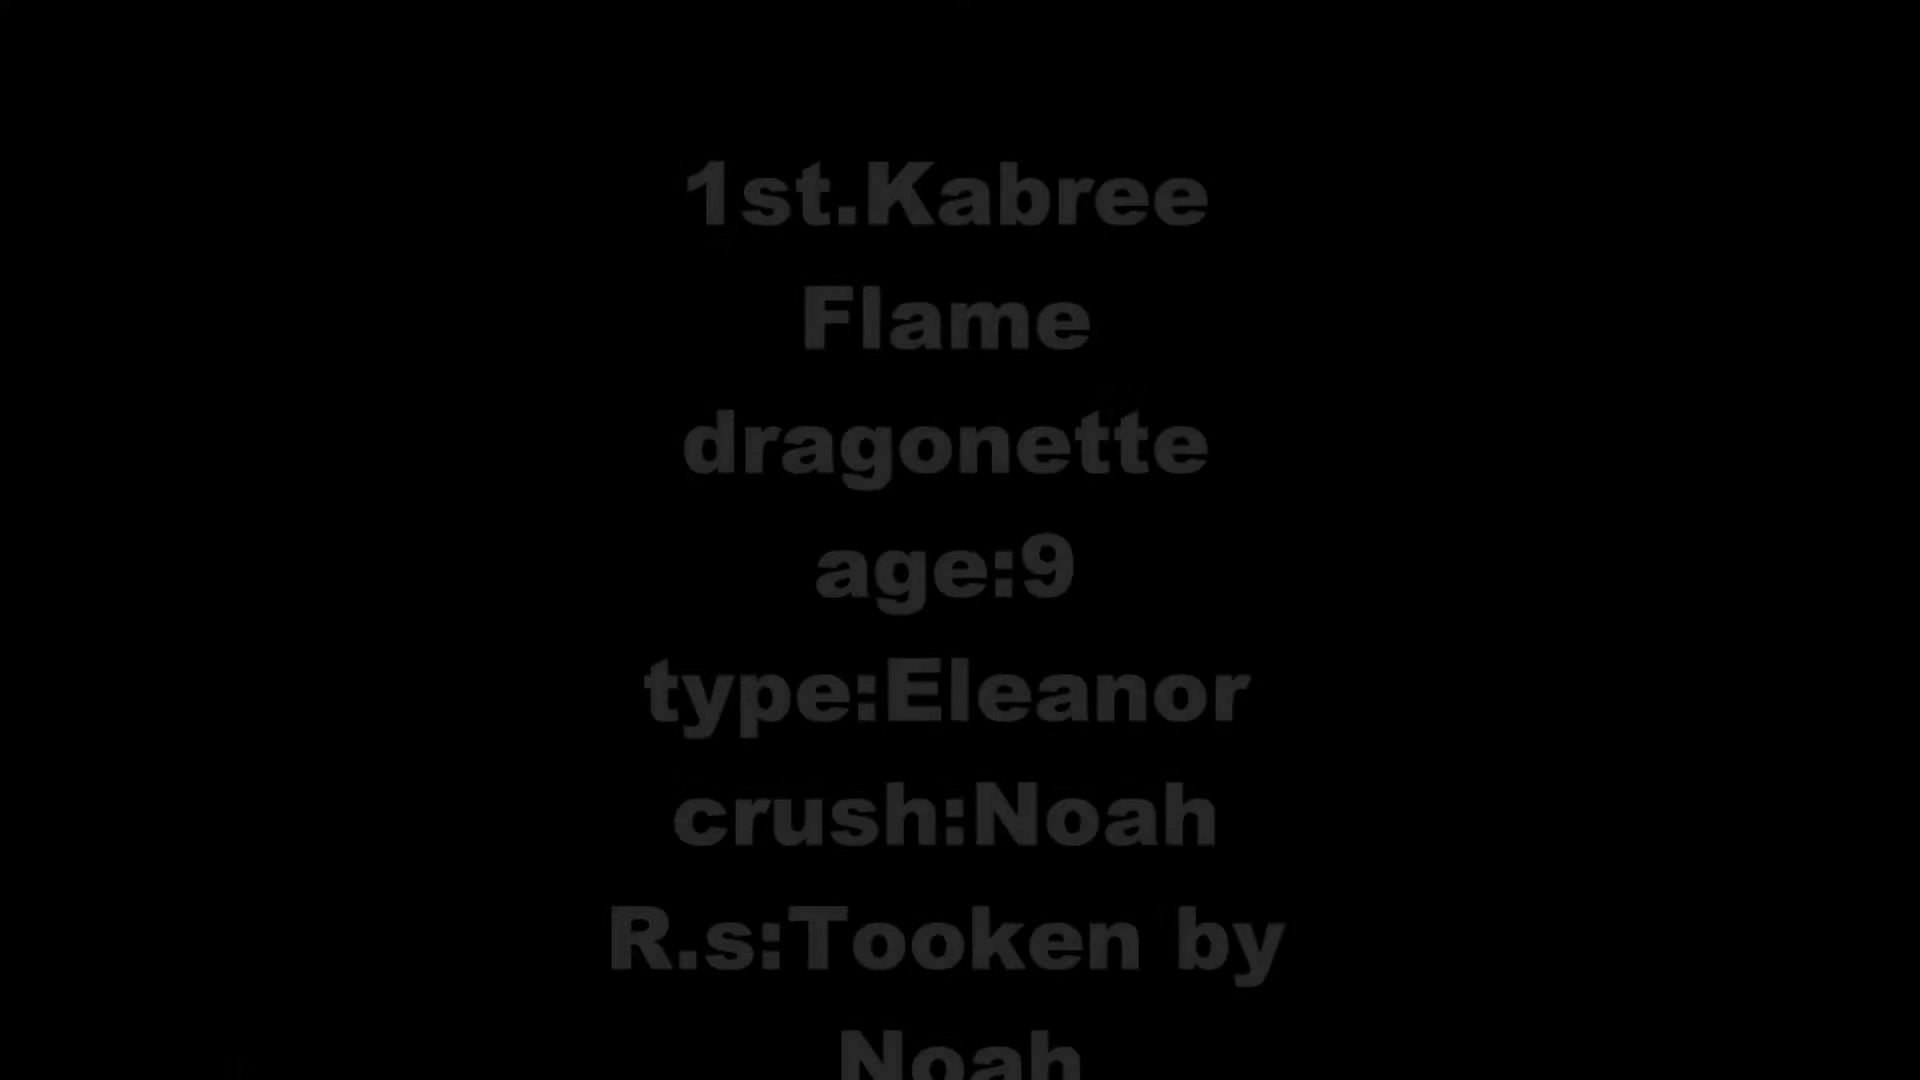 1st.Kabree
Flame
dragonette
age:9
type:Eleanor
crush:Noah
R.s:Tooken by
Noah